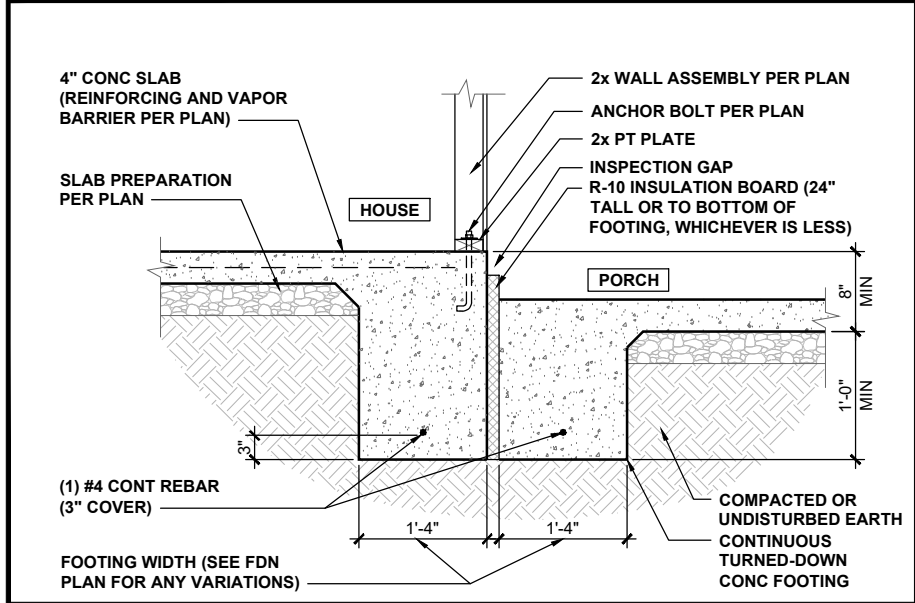 4" CONC SLAB
(REINFORCING AND VAPOR
BARRIER PER PLAN)
SLAB PREPARATION
PER PLAN
HOUSE
2x WALL ASSEMBLY PER PLAN
ANCHOR BOLT PER PLAN
2x PT PLATE
INSPECTION GAP
R-10 INSULATION BOARD (24"
TALL OR TO BOTTOM OF
FOOTING, WHICHEVER IS LESS)
PORCH
8"
MIN
1'-0"
MIN
3"
(1) #4 CONT REBAR
(3" COVER)
1'-4"
1'-4"
FOOTING WIDTH (SEE FDN
PLAN FOR ANY VARIATIONS)
COMPACTED OR
UNDISTURBED EARTH
CONTINUOUS
TURNED-DOWN
CONC FOOTING